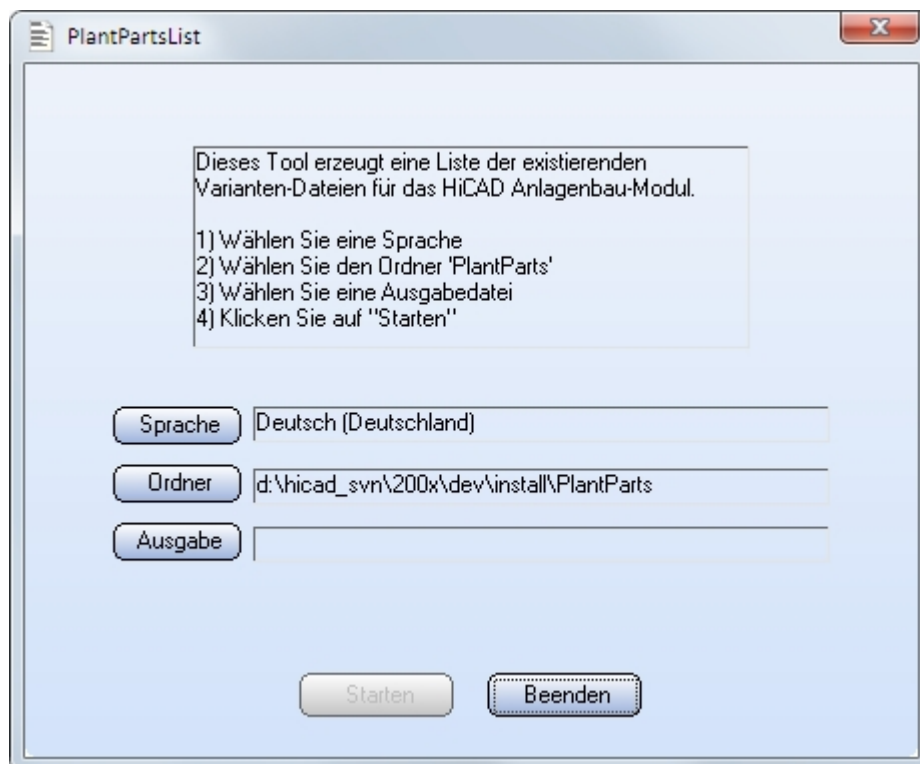 PlantPartsList
Dieses Tool erzeugt eine Liste der existierenden
Varianten-Dateien für das HiCAD Anlagenbau-Modul.
1) Wählen Sie eine Sprache
2) Wählen Sie den Ordner 'PlantParts'
3) Wählen Sie eine Ausgabedatei
4) Klicken Sie auf "Starten"
Sprache Deutsch (Deutschland)
Ordner d:\hicad_svn\200x\dev\install\PlantParts
Ausgabe
Starten Beenden